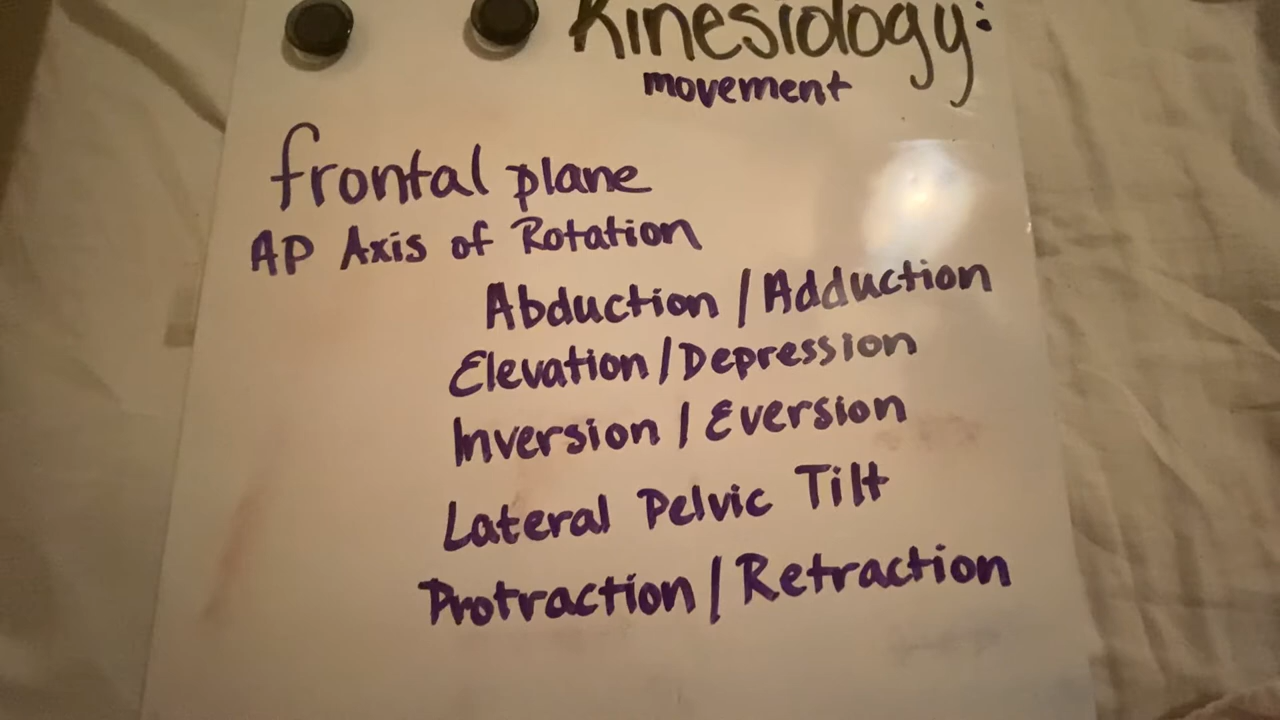 Kinesiology:
movement
frontal plane
AP Axis of Rotation
Abduction / Adduction
Elevation / Depression
Inversion / Eversion
Lateral Pelvic Tilt
Protraction / Retraction